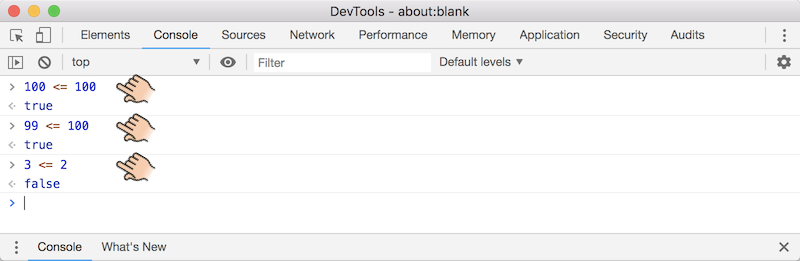 DevTools - about:blank
Elements Console Sources Network Performance Memory Application Security Audits
top ▼ Filter Default levels ▼
> 100 <= 100
true
> 99 <= 100
true
> 3 <= 2
false
>
Console What's New